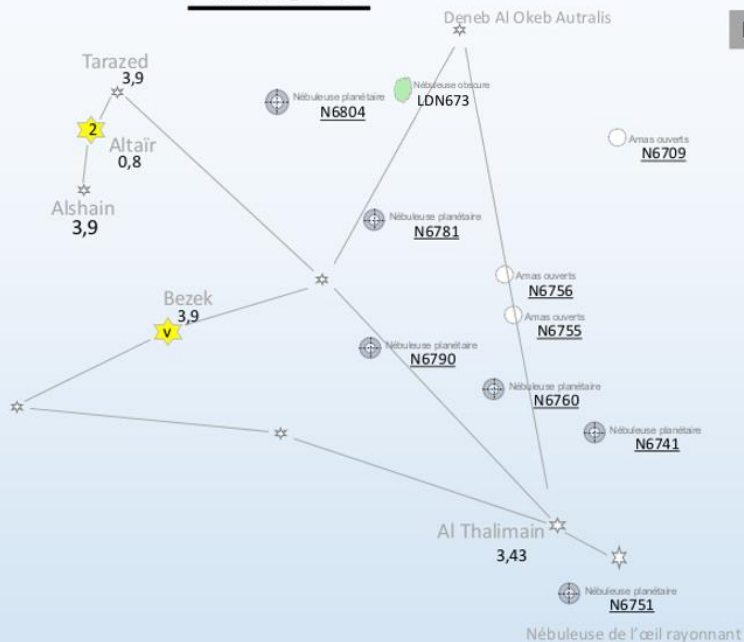 Deneb Al Okeb Autralis
Tarazed
3,9
Nébuleuse planétaire
N6804
Nébuleuse obscure
LDN673
2
Altaïr
0,8
Amas ouverts
N6709
Alshain
3,9
Nébuleuse planétaire
N6781
Amas ouverts
N6756
Bezek
3,9
v
Amas ouverts
N6755
Nébuleuse planétaire
N6790
Nébuleuse planétaire
N6760
Nébuleuse planétaire
N6741
Al Thalimain
3,43
Nébuleuse planétaire
N6751
Nébuleuse de l'œil rayonnant